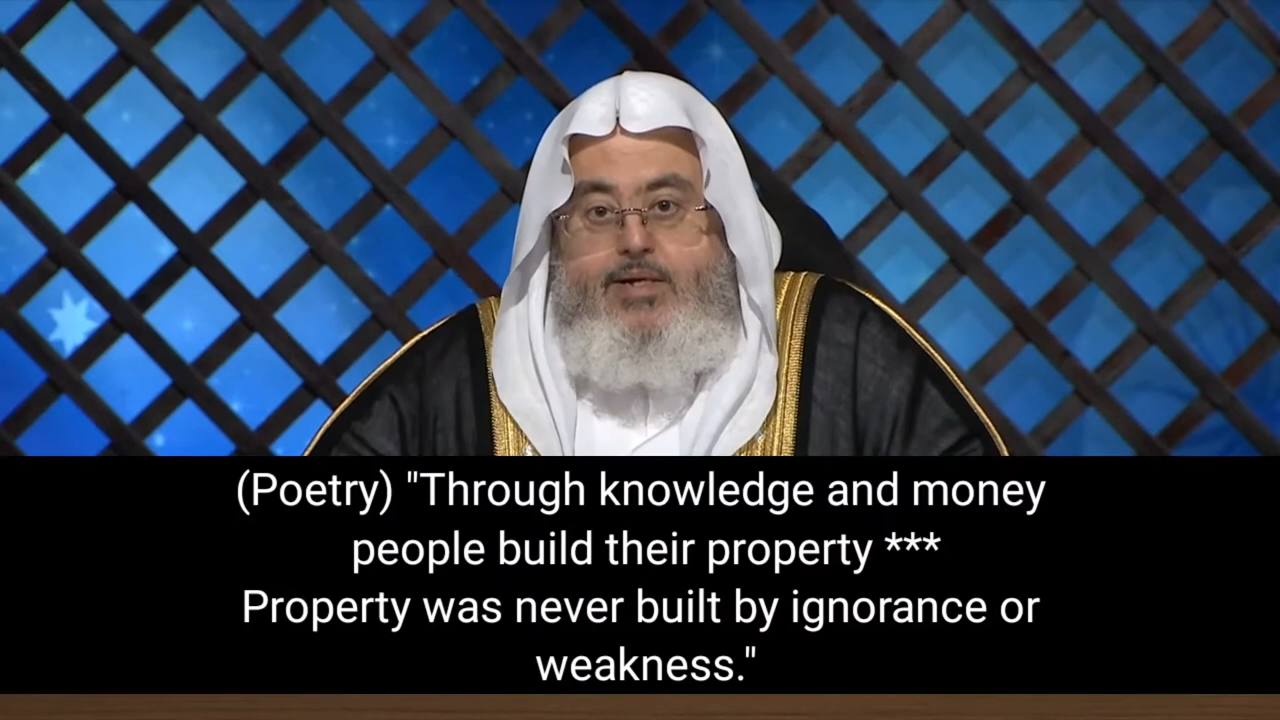 (Poetry) "Through knowledge and money
people build their property ***
Property was never built by ignorance or
weakness."